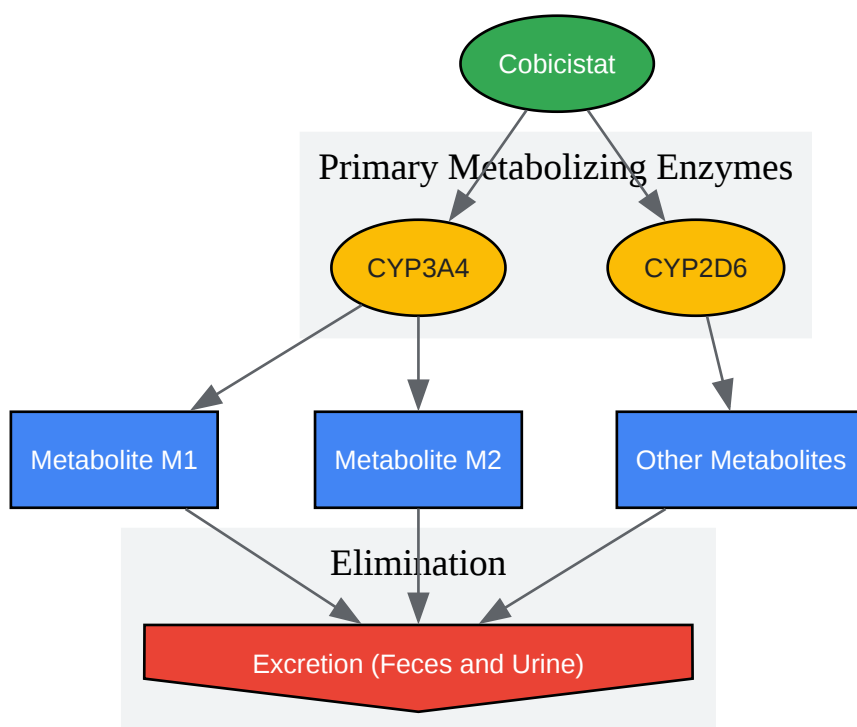 Cobicistat
Primary Metabolizing Enzymes
CYP3A4
CYP2D6
Metabolite M1
Metabolite M2
Other Metabolites
Elimination
Excretion (Feces and Urine)